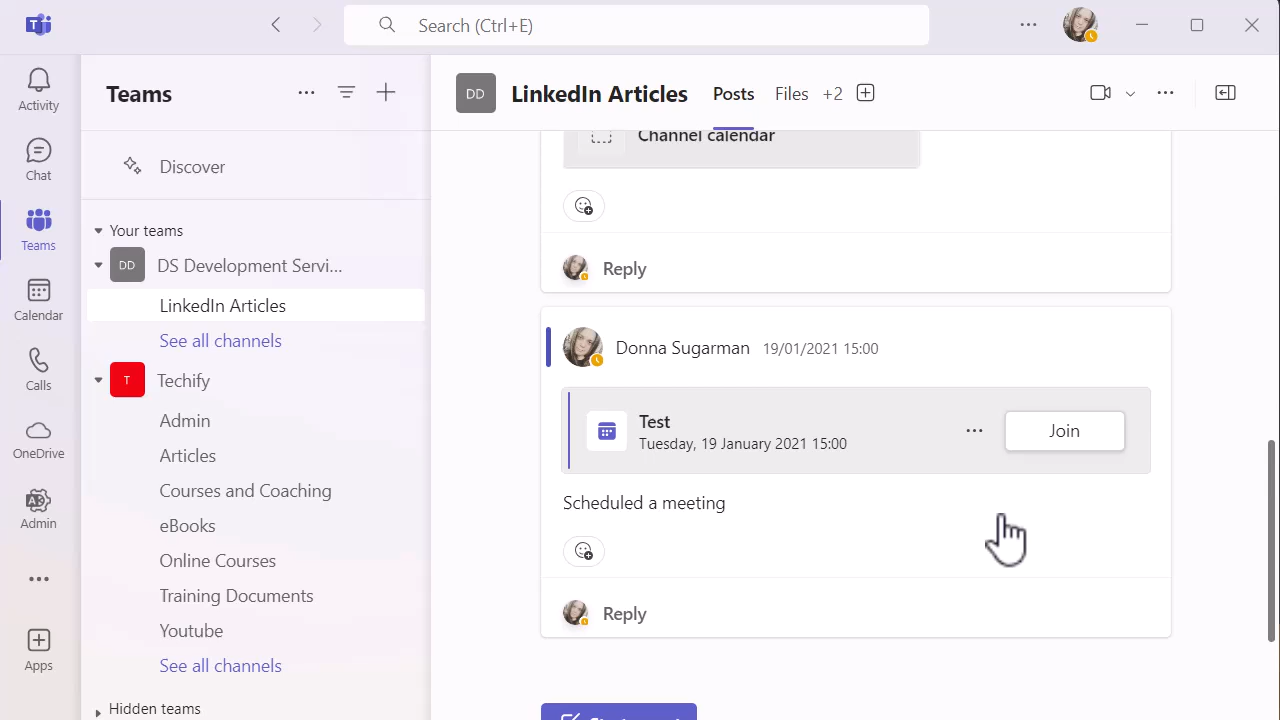 Search (Ctrl+E)
Activity
Chat
Teams
Calendar
Calls
OneDrive
Admin
Apps
Teams
Discover
Your teams
DD
DS Development Servi...
LinkedIn Articles
See all channels
T
Techify
Admin
Articles
Courses and Coaching
eBooks
Online Courses
Training Documents
Youtube
See all channels
Hidden teams
DD
LinkedIn Articles
Posts
Files
+2
Channel calendar
Reply
Donna Sugarman 19/01/2021 15:00
Test
Tuesday, 19 January 2021 15:00
Join
Scheduled a meeting
Reply